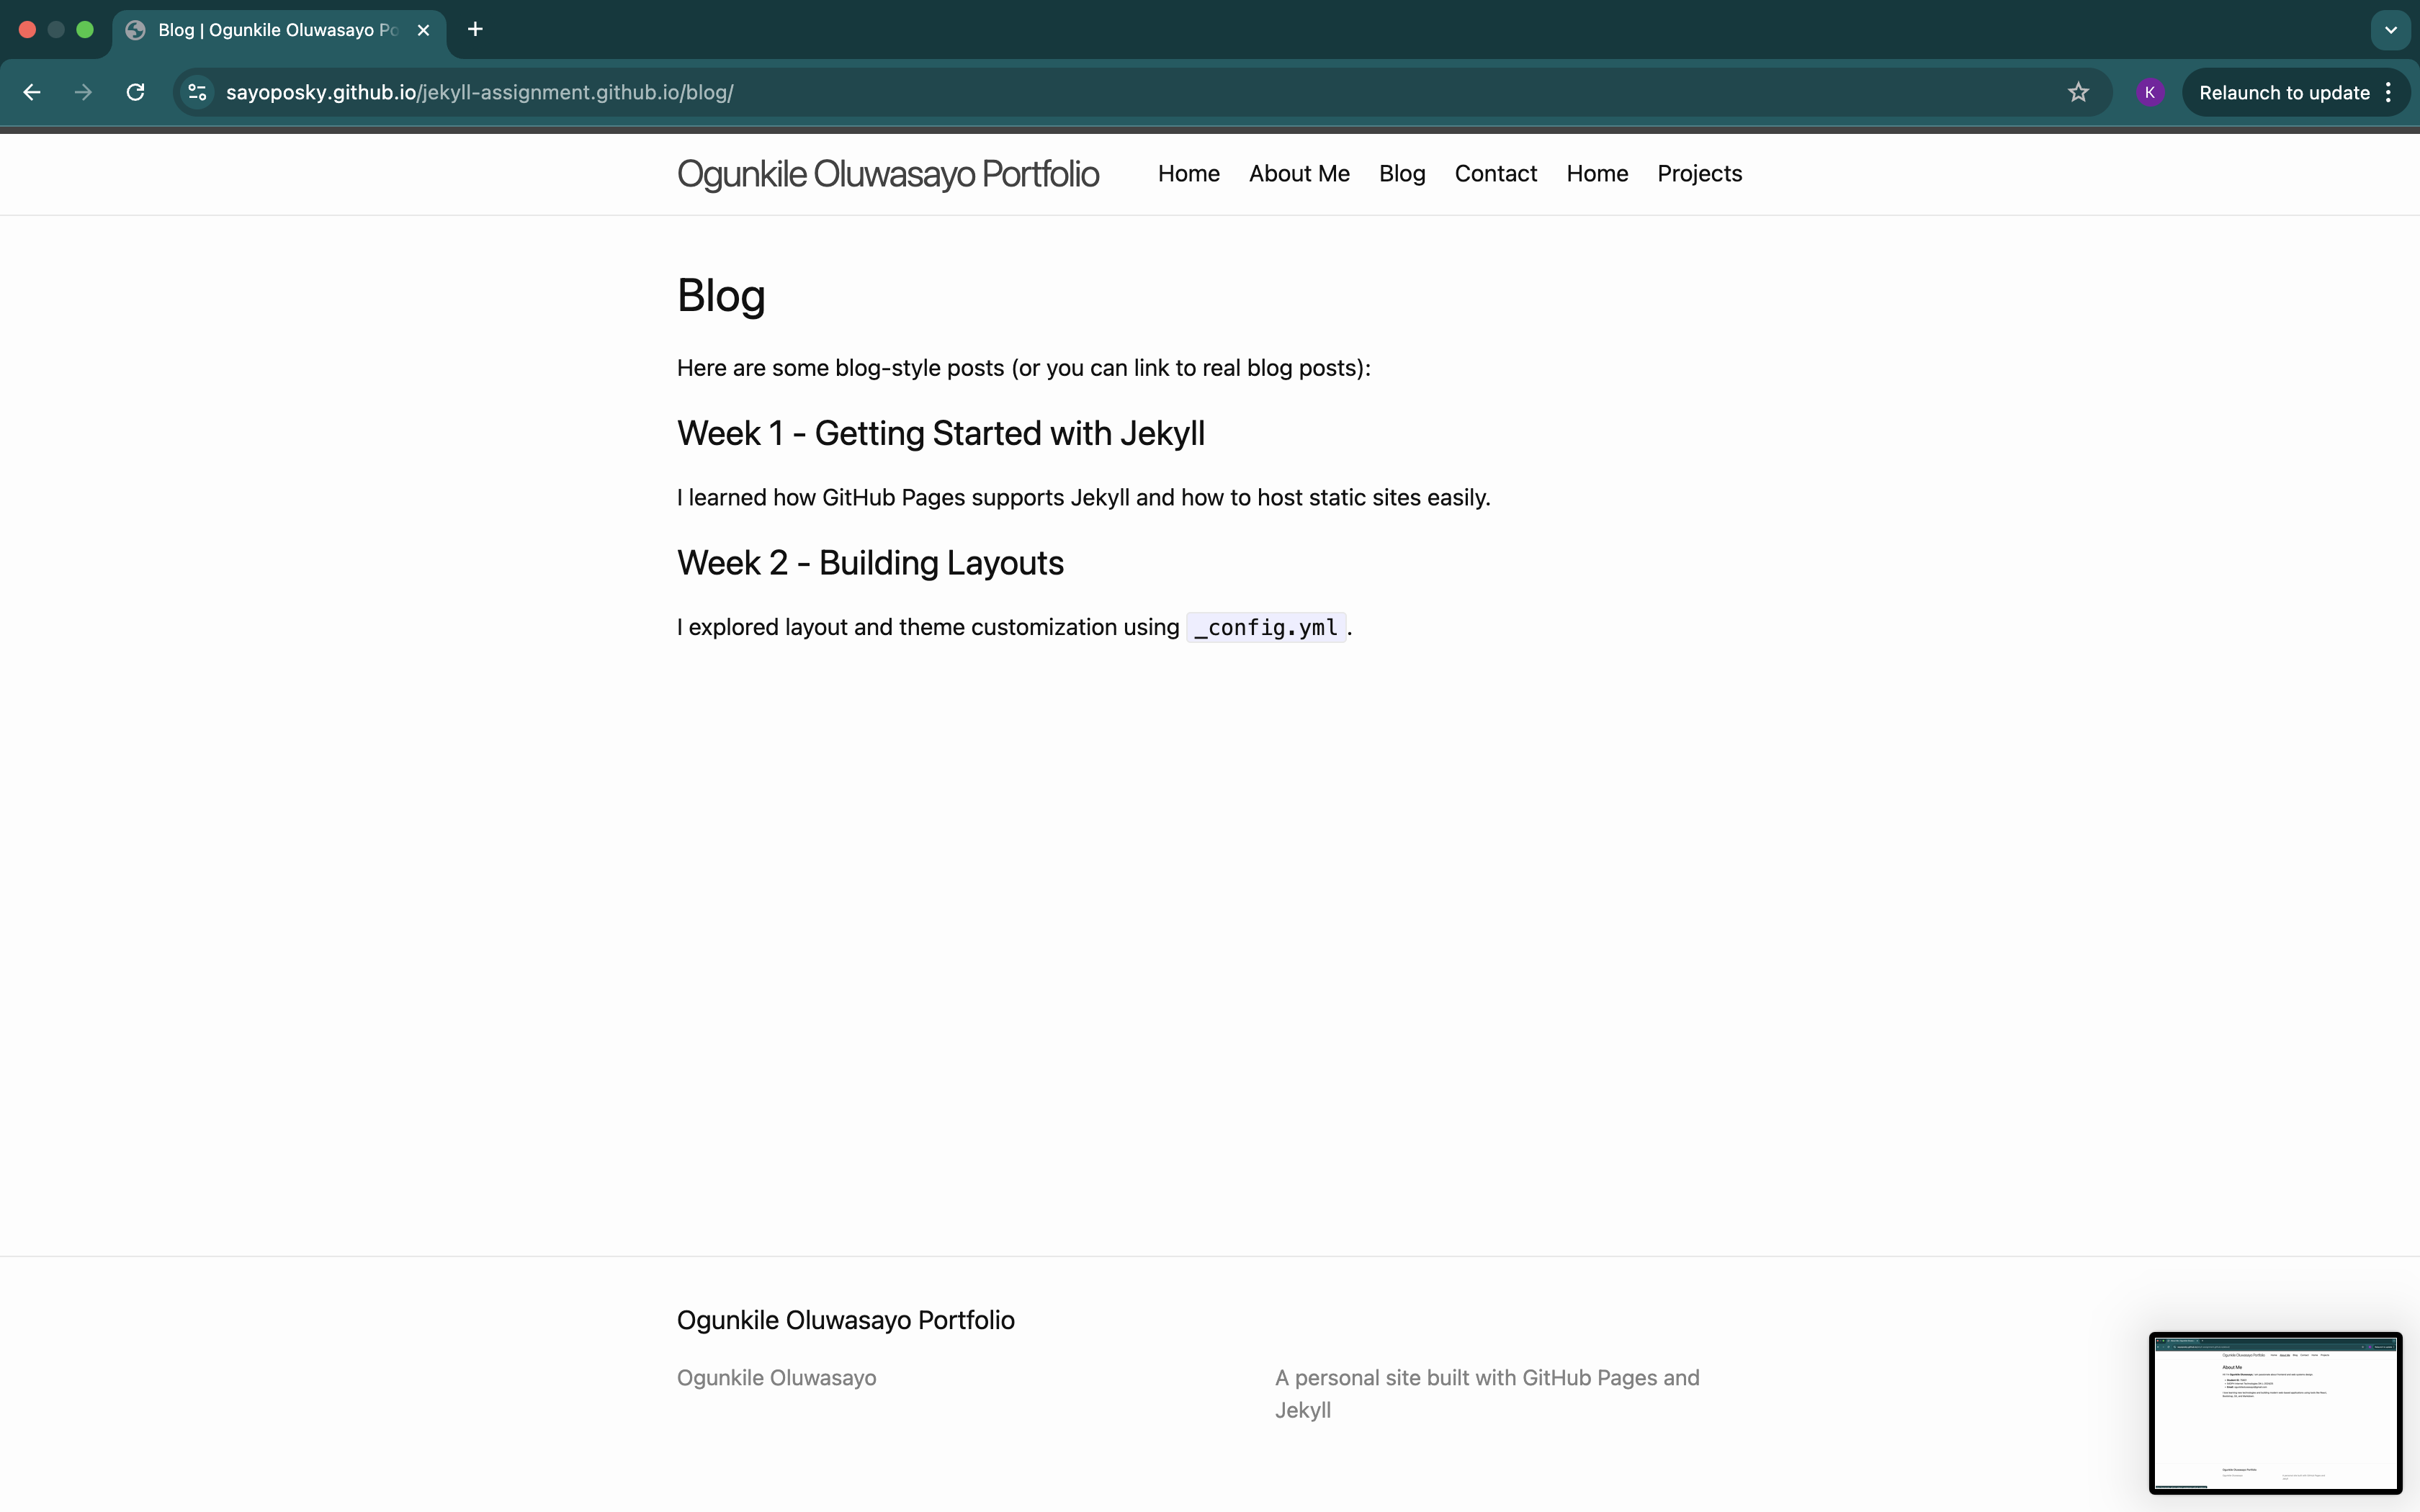 Blog | Ogunkile Oluwasayo Po
sayoposky.github.io/jekyll-assignment.github.io/blog/
K
Relaunch to update
Ogunkile Oluwasayo Portfolio Home About Me Blog Contact Home Projects
Blog
Here are some blog-style posts (or you can link to real blog posts):
Week 1 - Getting Started with Jekyll
I learned how GitHub Pages supports Jekyll and how to host static sites easily.
Week 2 - Building Layouts
I explored layout and theme customization using _config.yml.
Ogunkile Oluwasayo Portfolio
Ogunkile Oluwasayo
A personal site built with GitHub Pages and
Jekyll
About Me